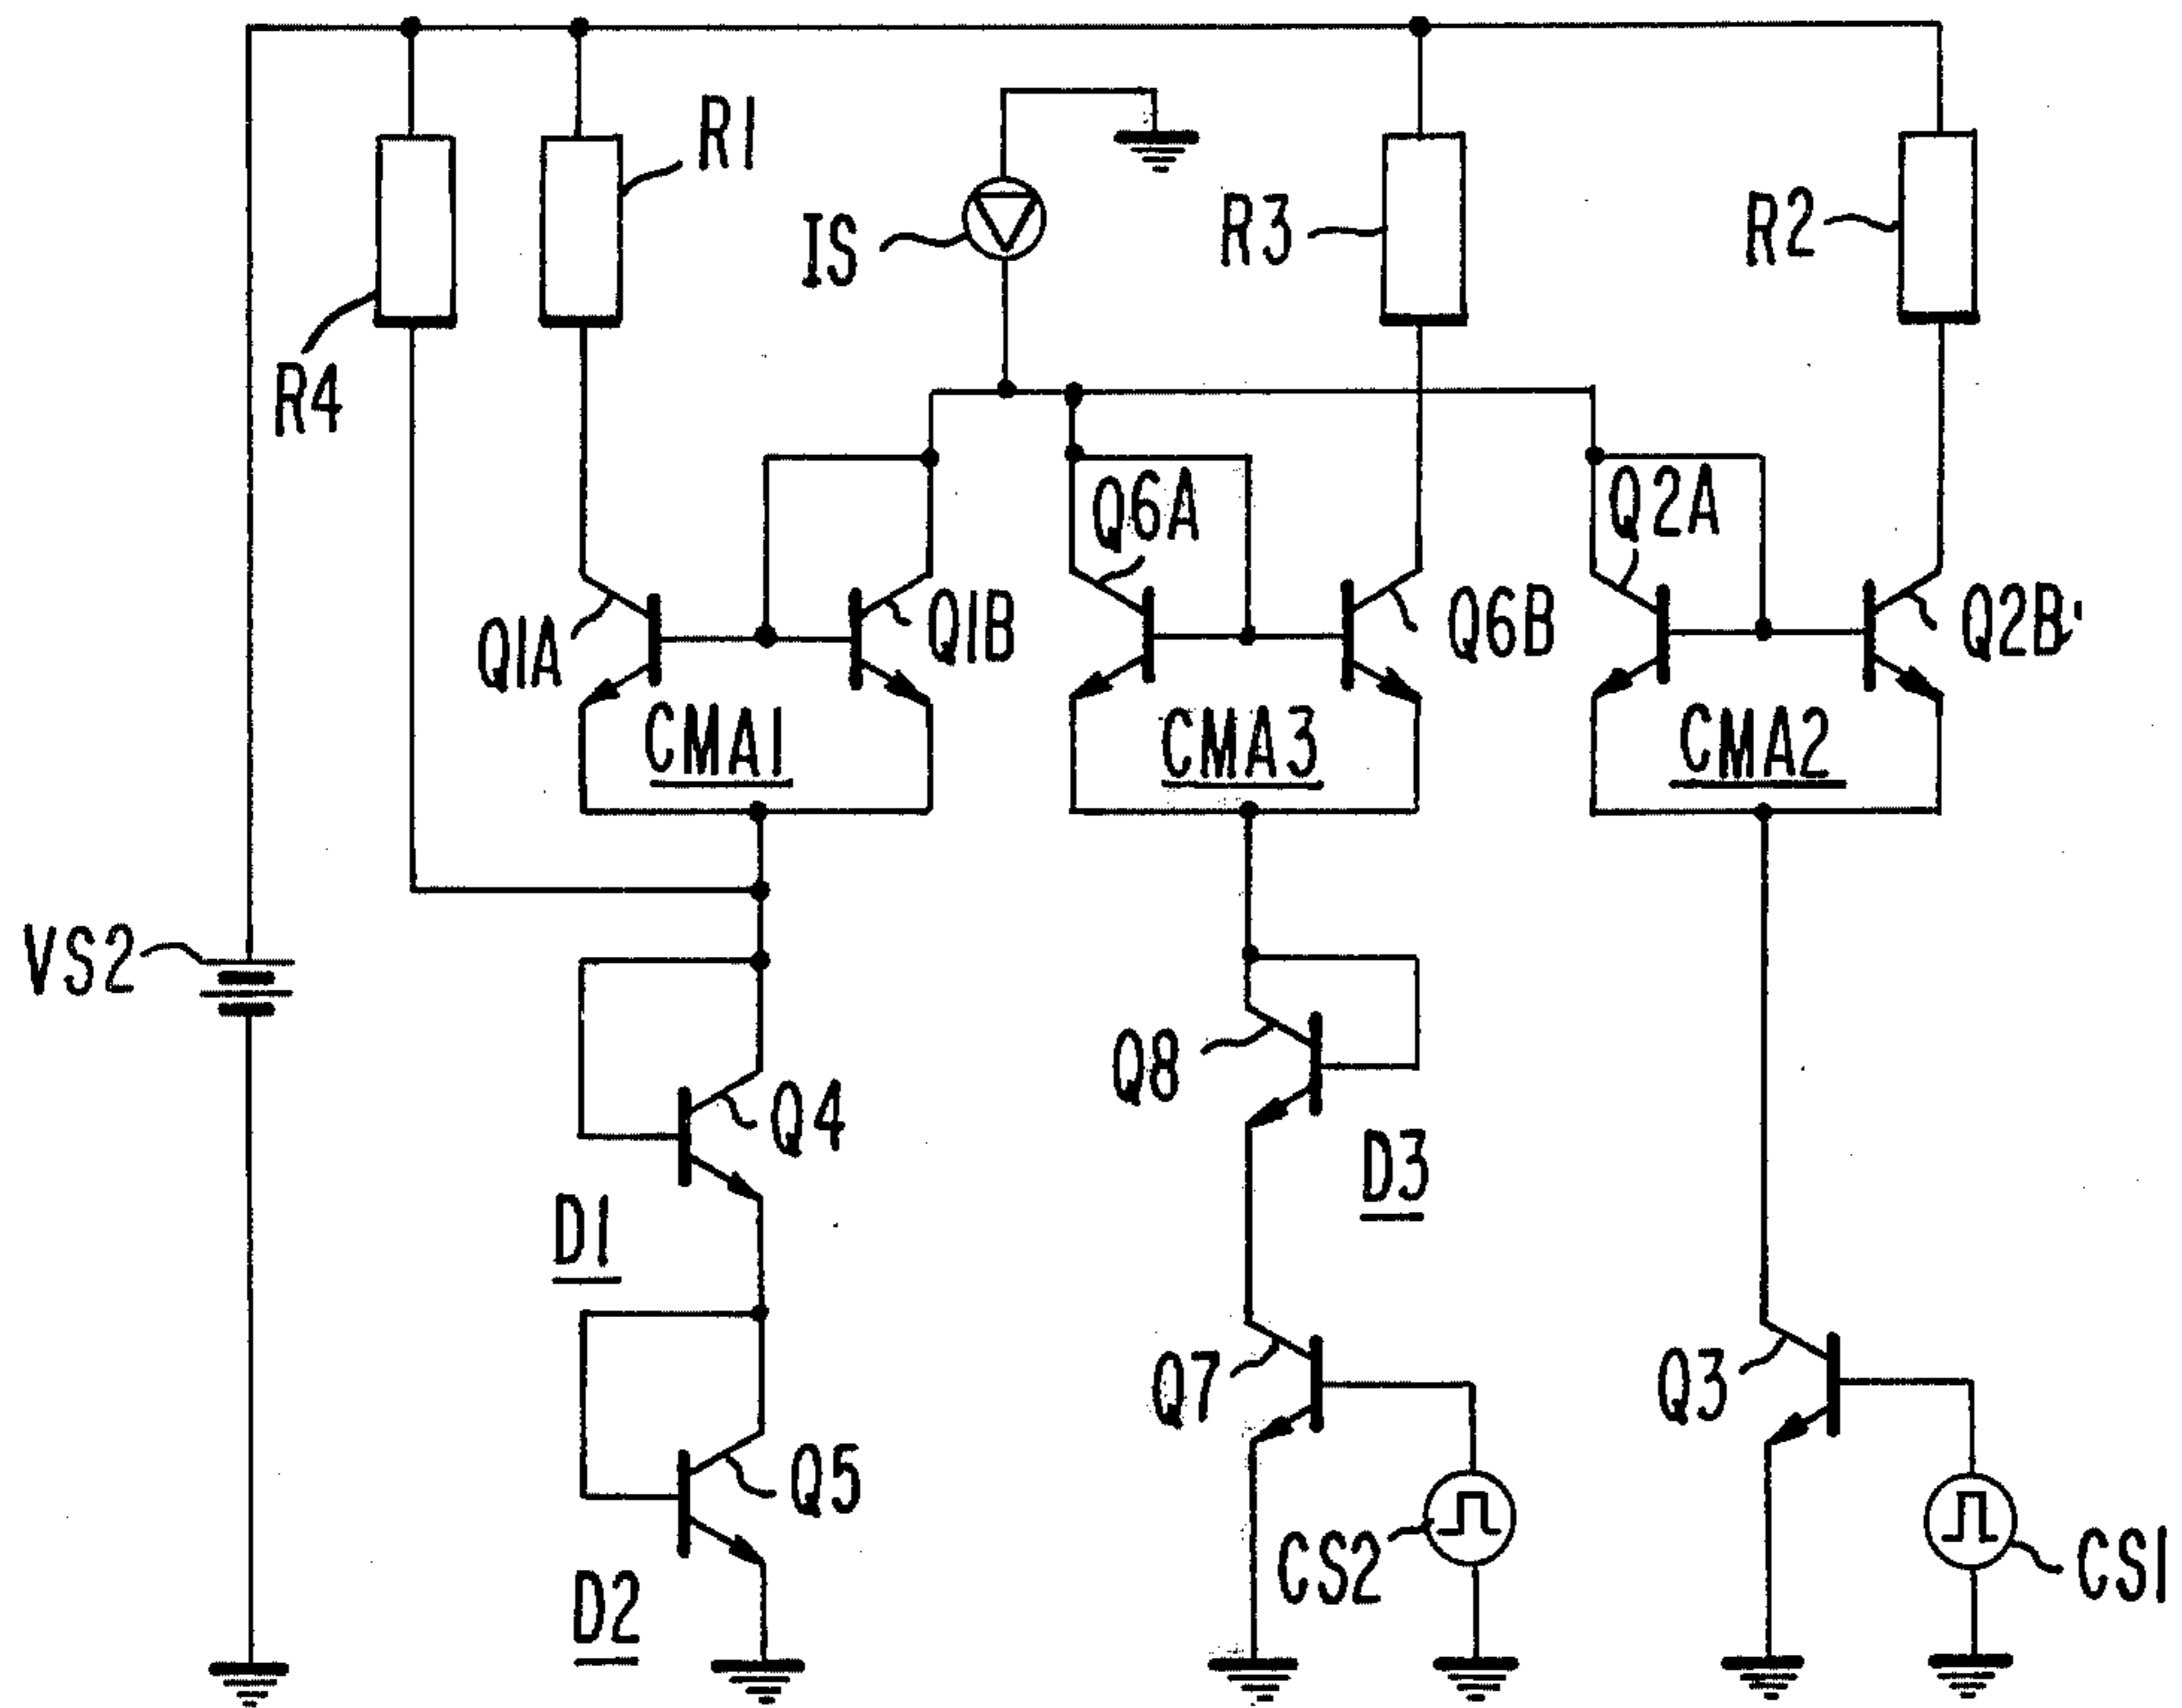 R1
IS
R3
R2
R4
Q6A
Q2A
Q1A
Q1B
Q6B
Q2B
CMA1
CMA3
CMA2
VS2
Q8
Q4
D3
D1
Q7
Q3
Q5
CS2
CS1
D2